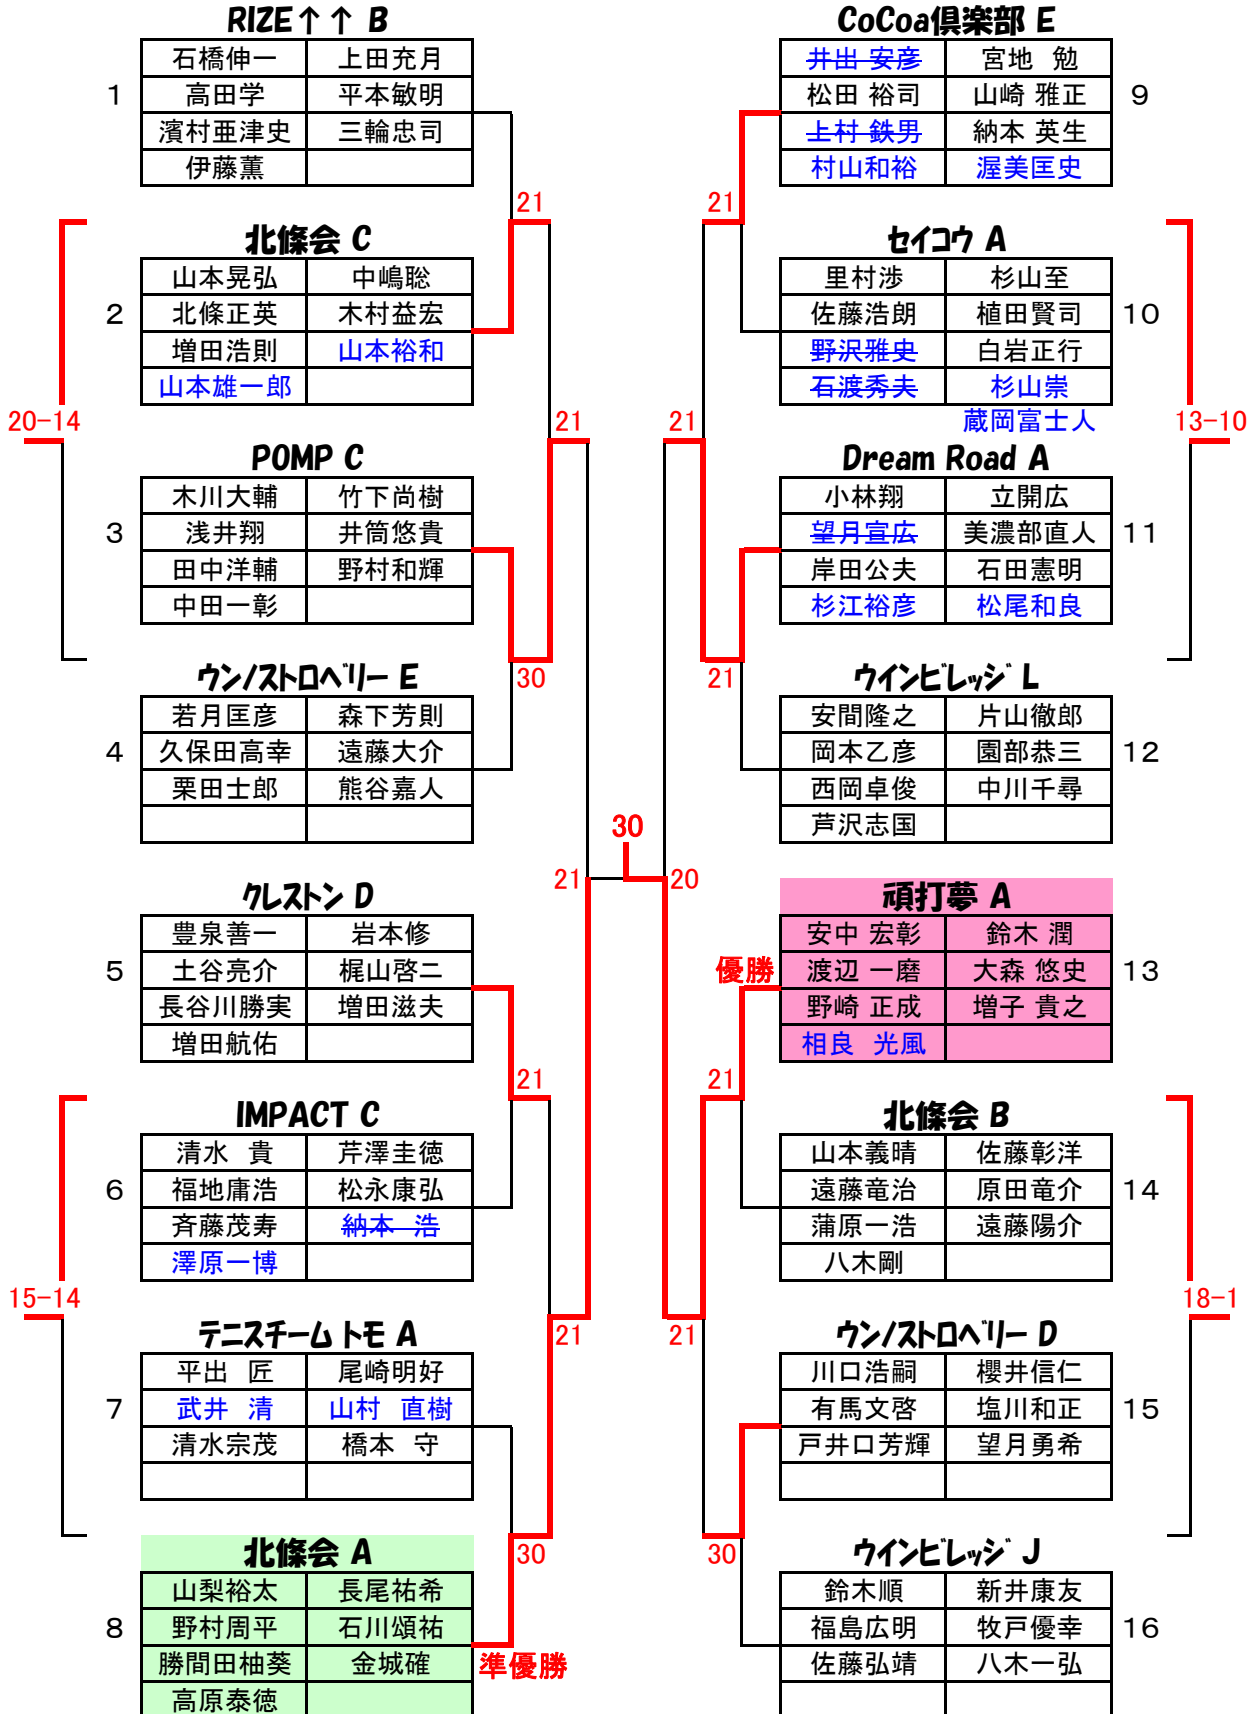 RIZE↑↑ B
1
石橋伸一 上田充月
高田学 平本敏明
濱村亜津史 三輪忠司
伊藤薫
21
北條会 C
2
山本晃弘 中嶋聡
北條正英 木村益宏
増田浩則 山本裕和
山本雄一郎
20-14
21
POMP C
3
木川大輔 竹下尚樹
浅井翔 井筒悠貴
田中洋輔 野村和輝
中田一彰
30
ウン/ストロベリー E
4
若月匡彦 森下芳則
久保田高幸 遠藤大介
栗田士郎 熊谷嘉人
21
クレストン D
5
豊泉善一 岩本修
土谷亮介 梶山啓二
長谷川勝実 増田滋夫
増田航佑
21
IMPACT C
6
清水 貴 芹澤圭徳
福地庸浩 松永康弘
斉藤茂寿 納本 浩
澤原一博
15-14
21
テニスチーム トモ A
7
平出 匠 尾崎明好
武井 清 山村 直樹
清水宗茂 橋本 守
30
北條会 A
8
山梨裕太 長尾祐希
野村周平 石川頌祐
勝間田柚葵 金城確
高原泰徳
準優勝
30
CoCoa倶楽部 E
9
井出 安彦 宮地 勉
松田 裕司 山崎 雅正
上村 鉄男 納本 英生
村山和裕 渥美匡史
21
セイコウ A
10
里村渉 杉山至
佐藤浩朗 植田賢司
野沢雅史 白岩正行
石渡秀夫 杉山崇
蔵岡富士人
21
13-10
Dream Road A
11
小林翔 立開広
望月宣広 美濃部直人
岸田公夫 石田憲明
杉江裕彦 松尾和良
21
ウインビレッジ L
12
安間隆之 片山徹郎
岡本乙彦 園部恭三
西岡卓俊 中川千尋
芦沢志国
20
頑打夢 A
13
安中 宏彰 鈴木 潤
渡辺 一磨 大森 悠史
野崎 正成 増子 貴之
相良 光風
優勝
21
北條会 B
14
山本義晴 佐藤彰洋
遠藤竜治 原田竜介
蒲原一浩 遠藤陽介
八木剛
18-1
21
ウン/ストロベリー D
15
川口浩嗣 櫻井信仁
有馬文啓 塩川和正
戸井口芳輝 望月勇希
30
ウインビレッジ J
16
鈴木順 新井康友
福島広明 牧戸優幸
佐藤弘靖 八木一弘